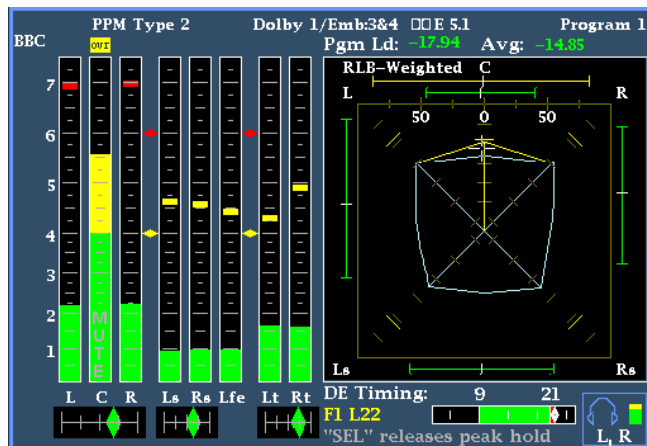 PPM Type 2 Dolby 1/Emb:3&4 DD E 5.1 Program 1
BBC OUT Pgm Ld: -17.94 Avg: -14.85
RLB-Weighted C
L R
50 0 50
7
6
5
4
3
2
1
MUTE
Ls Rs
L C R Ls Rs Lfe Lt Rt
DE Timing: 9 21
F1 L22
"SEL" releases peak hold
L, R